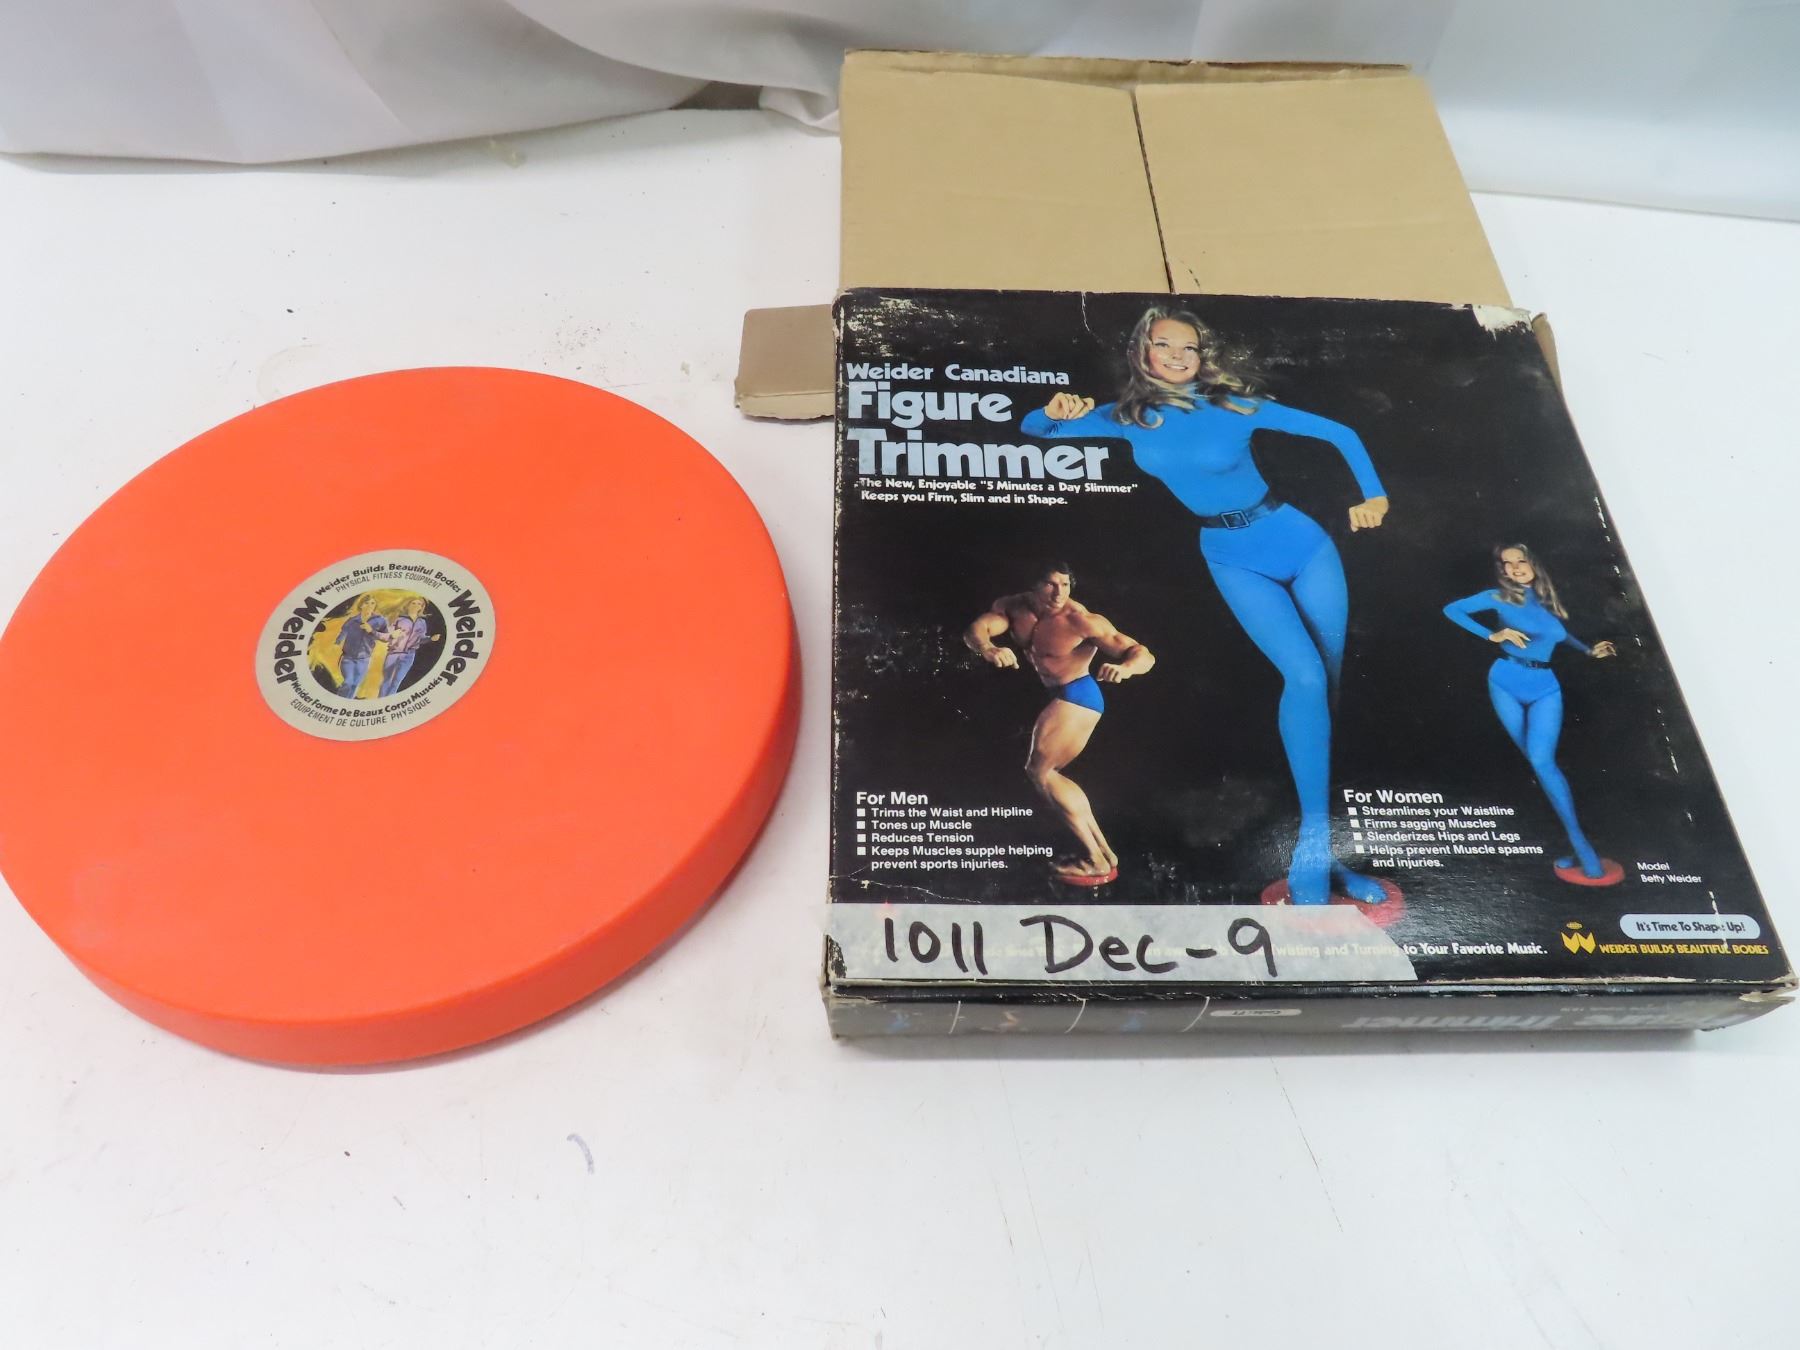 Weider Builds Beautiful Bodies
PHYSICAL FITNESS EQUIPMENT
Weider
Weider
Weider Forme De Beaux Corps Musclés
EQUIPEMENT DE CULTURE PHYSIQUE
Weider Canadiana
Figure
Trimmer
The New, Enjoyable "5 Minutes a Day Slimmer"
Keeps you Firm, Slim and in Shape.
For Men
Trims the Waist and Hipline
Tones up Muscle
Reduces Tension
Keeps Muscles supple helping
prevent sports injuries.
For Women
Streamlines your Waistline
Firms sagging Muscles
Slenderizes Hips and Legs
Helps prevent Muscle spasms
and injuries.
Model
Betty Weider
It's Time To Shape Up!
WEIDER BUILDS BEAUTIFUL BODIES
Twisting and Turning to Your Favorite Music.
1011 Dec-9
Trimmer